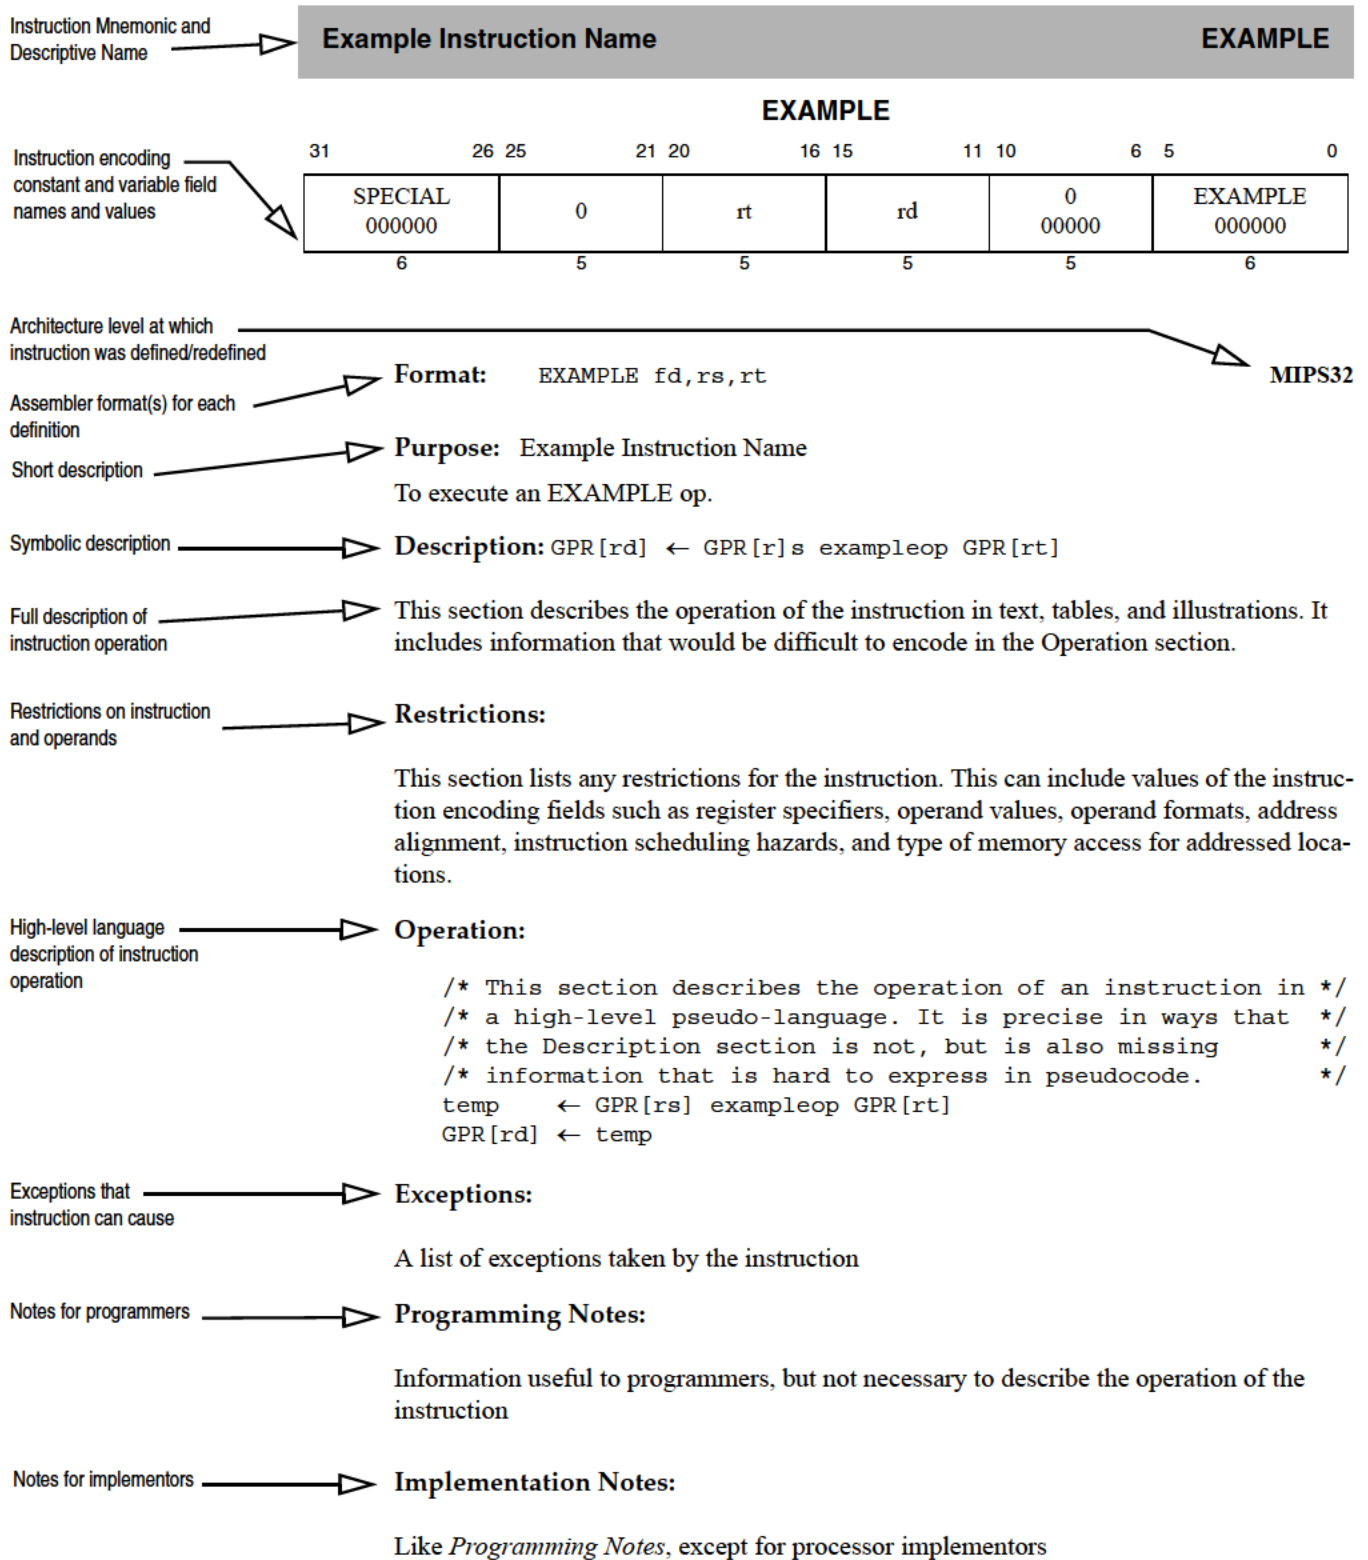 Instruction Mnemonic and
Descriptive Name
Example Instruction Name EXAMPLE
EXAMPLE
31 26 25 21 20 16 15 11 10 6 5 0
Instruction encoding
constant and variable field
names and values
SPECIAL
000000
0
rt
rd
0
00000
EXAMPLE
000000
6 5 5 5 5 6
Architecture level at which
instruction was defined/redefined
Format: EXAMPLE fd,rs,rt MIPS32
Assembler format(s) for each
definition
Purpose: Example Instruction Name
Short description
To execute an EXAMPLE op.
Symbolic description
Description: GPR[rd] ← GPR[r]s exampleop GPR[rt]
Full description of
instruction operation
This section describes the operation of the instruction in text, tables, and illustrations. It
includes information that would be difficult to encode in the Operation section.
Restrictions on instruction
and operands
Restrictions:
This section lists any restrictions for the instruction. This can include values of the instruc-
tion encoding fields such as register specifiers, operand values, operand formats, address
alignment, instruction scheduling hazards, and type of memory access for addressed loca-
tions.
High-level language
description of instruction
operation
Operation:
/* This section describes the operation of an instruction in */
/* a high-level pseudo-language. It is precise in ways that */
/* the Description section is not, but is also missing */
/* information that is hard to express in pseudocode. */
temp ← GPR[rs] exampleop GPR[rt]
GPR[rd] ← temp
Exceptions that
instruction can cause
Exceptions:
A list of exceptions taken by the instruction
Notes for programmers
Programming Notes:
Information useful to programmers, but not necessary to describe the operation of the
instruction
Notes for implementors
Implementation Notes:
Like Programming Notes, except for processor implementors